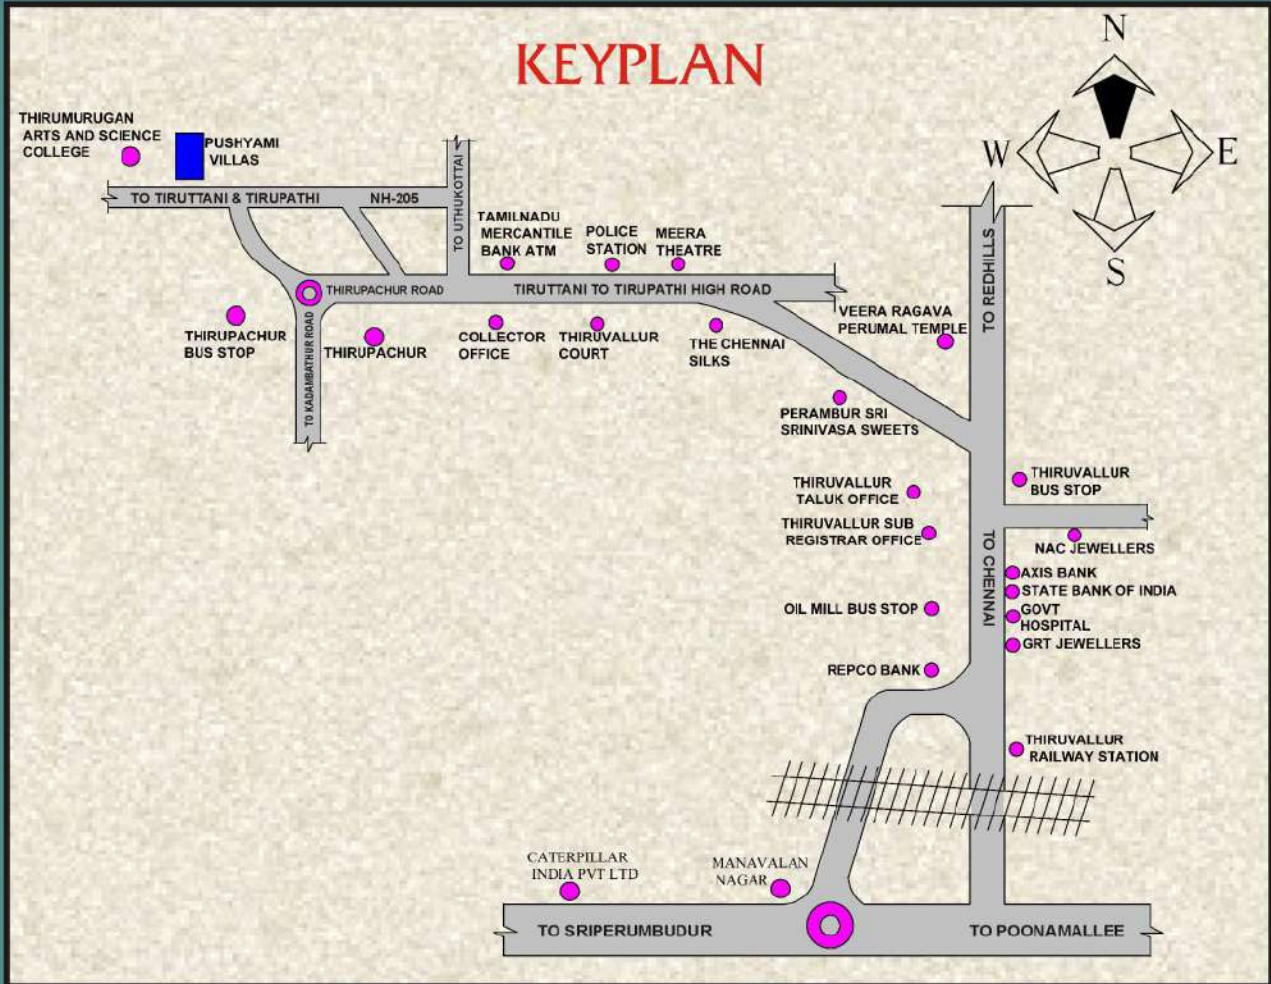 KEYPLAN
N
W
E
S
THIRUMURUGAN
ARTS AND SCIENCE
COLLEGE
PUSHYAMI
VILLAS
TO TIRUTTANI & TIRUPATHI
NH-205
TO UTHUKOTTAI
TAMILNADU
MERCANTILE
BANK ATM
POLICE
STATION
MEERA
THEATRE
THIRUPACHUR ROAD
TIRUTTANI TO TIRUPATHI HIGH ROAD
TO REDHILLS
VEERA RAGAVA
PERUMAL TEMPLE
THIRUPACHUR
BUS STOP
TO KADAMBATHUR ROAD
THIRUPACHUR
COLLECTOR
OFFICE
THIRUVALLUR
COURT
THE CHENNAI
SILKS
PERAMBUR SRI
SRINIVASA SWEETS
THIRUVALLUR
TALUK OFFICE
THIRUVALLUR
BUS STOP
THIRUVALLUR SUB
REGISTRAR OFFICE
TO CHENNAI
NAC JEWELLERS
AXIS BANK
STATE BANK OF INDIA
OIL MILL BUS STOP
GOVT
HOSPITAL
GRT JEWELLERS
REPCO BANK
THIRUVALLUR
RAILWAY STATION
CATERPILLAR
INDIA PVT LTD
MANAVALAN
NAGAR
TO SRIPERUMBUDUR
TO POONAMALLEE